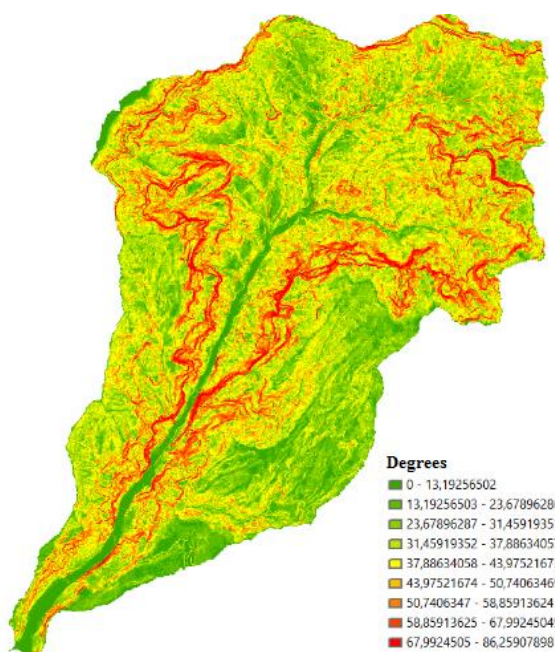 Degrees
0 - 13,19256502
13,19256503 - 23,67896286
23,67896287 - 31,4591935
31,45919352 - 37,8863405
37,88634058 - 43,9752167
43,97521674 - 50,7406346
50,7406347 - 58,85913624
58,85913625 - 67,9924504
67,9924505 - 86,25907898